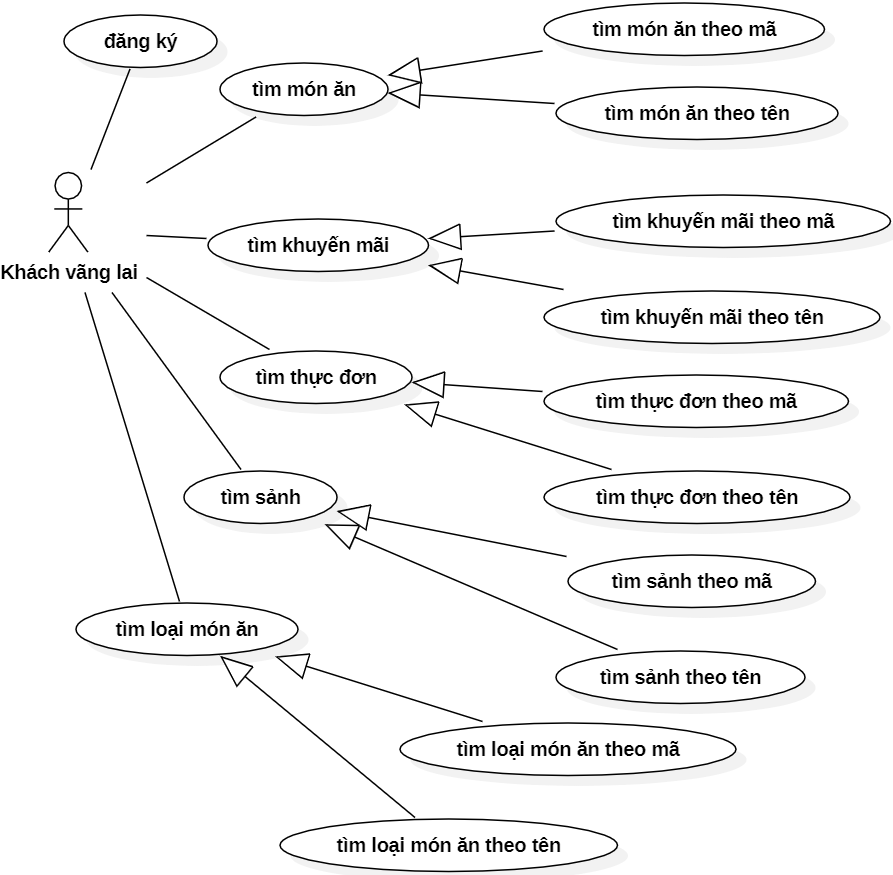 đăng ký
tìm món ăn
tìm món ăn theo mã
tìm món ăn theo tên
Khách vãng lai
tìm khuyến mãi
tìm khuyến mãi theo mã
tìm khuyến mãi theo tên
tìm thực đơn
tìm thực đơn theo mã
tìm thực đơn theo tên
tìm sảnh
tìm sảnh theo mã
tìm sảnh theo tên
tìm loại món ăn
tìm loại món ăn theo mã
tìm loại món ăn theo tên